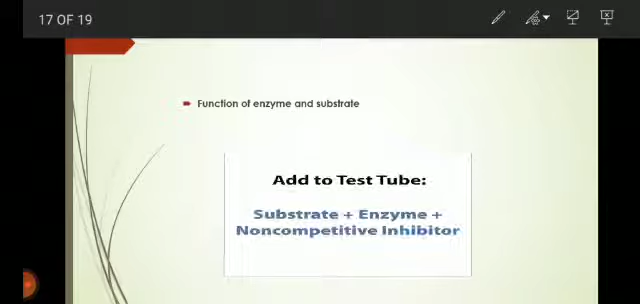 17 OF 19
Function of enzyme and substrate
Add to Test Tube:
Substrate + Enzyme +
Noncompetitive Inhibitor